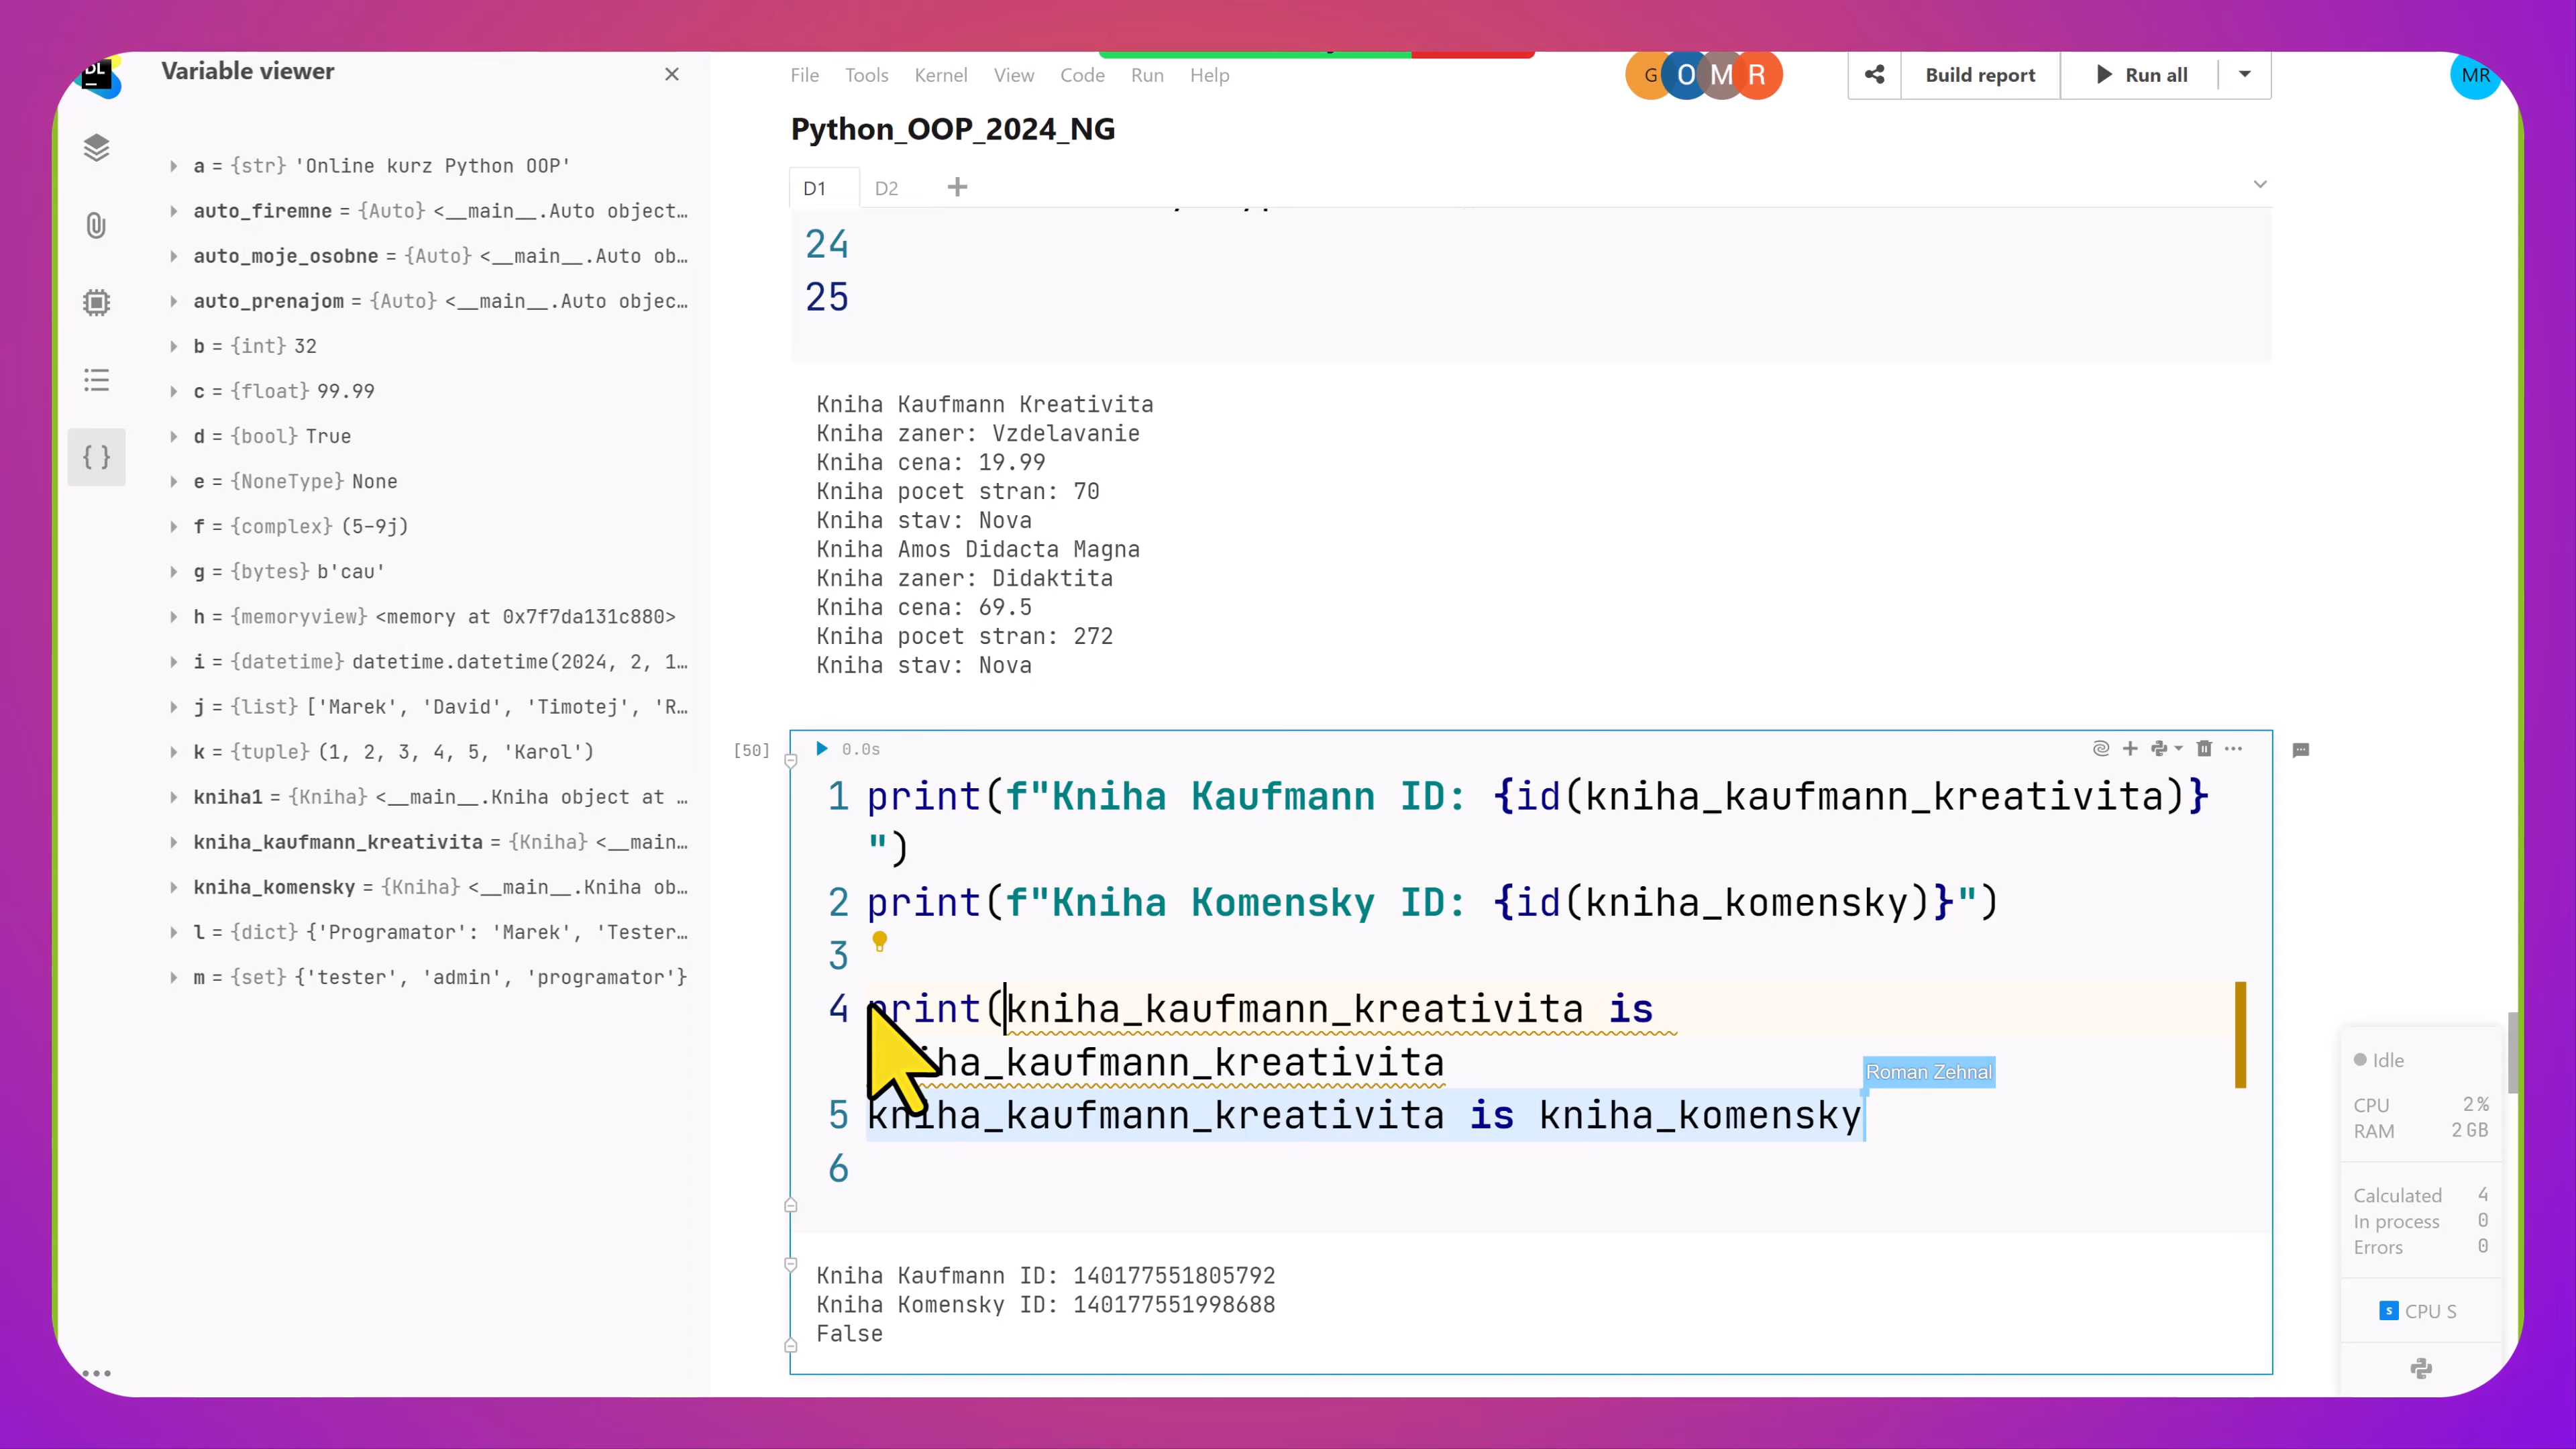 DL
Variable viewer
a = {str} 'Online kurz Python OOP'
auto_firemne = {Auto} <__main__.Auto object…
auto_moje_osobne = {Auto} <__main__.Auto ob…
auto_prenajom = {Auto} <__main__.Auto objec…
b = {int} 32
c = {float} 99.99
d = {bool} True
e = {NoneType} None
f = {complex} (5-9j)
g = {bytes} b'cau'
h = {memoryview} <memory at 0x7f7da131c880>
i = {datetime} datetime.datetime(2024, 2, 1…
j = {list} ['Marek', 'David', 'Timotej', 'R…
k = {tuple} (1, 2, 3, 4, 5, 'Karol')
kniha1 = {Kniha} <__main__.Kniha object at …
kniha_kaufmann_kreativita = {Kniha} <__main…
kniha_komensky = {Kniha} <__main__.Kniha ob…
l = {dict} {'Programator': 'Marek', 'Tester…
m = {set} {'tester', 'admin', 'programator'}
File Tools Kernel View Code Run Help
G O M R
Build report
Run all
MR
Python_OOP_2024_NG
D1 D2
24
25
Kniha Kaufmann Kreativita
Kniha zaner: Vzdelavanie
Kniha cena: 19.99
Kniha pocet stran: 70
Kniha stav: Nova
Kniha Amos Didacta Magna
Kniha zaner: Didaktita
Kniha cena: 69.5
Kniha pocet stran: 272
Kniha stav: Nova
[50] 0.0s
1 print(f"Kniha Kaufmann ID: {id(kniha_kaufmann_kreativita)}
")
2 print(f"Kniha Komensky ID: {id(kniha_komensky)}")
3
4 print(kniha_kaufmann_kreativita is
iha_kaufmann_kreativita
Roman Zehnal
5 kniha_kaufmann_kreativita is kniha_komensky
6
Kniha Kaufmann ID: 140177551805792
Kniha Komensky ID: 140177551998688
False
Idle
CPU 2%
RAM 2 GB
Calculated 4
In process 0
Errors 0
S CPU S